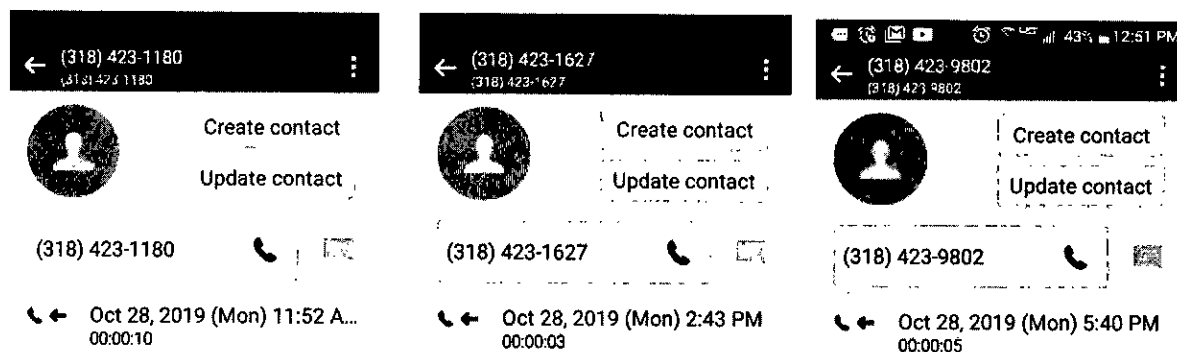 (318) 423-1180
(318) 423 1180
Create contact
Update contact
(318) 423-1180
Oct 28, 2019 (Mon) 11:52 A...
00:00:10
(318) 423-1627
(318) 423-1627
Create contact
Update contact
(318) 423-1627
Oct 28, 2019 (Mon) 2:43 PM
00:00:03
43% 12:51 PM
(318) 423-9802
(318) 423 9802
Create contact
Update contact
(318) 423-9802
Oct 28, 2019 (Mon) 5:40 PM
00:00:05